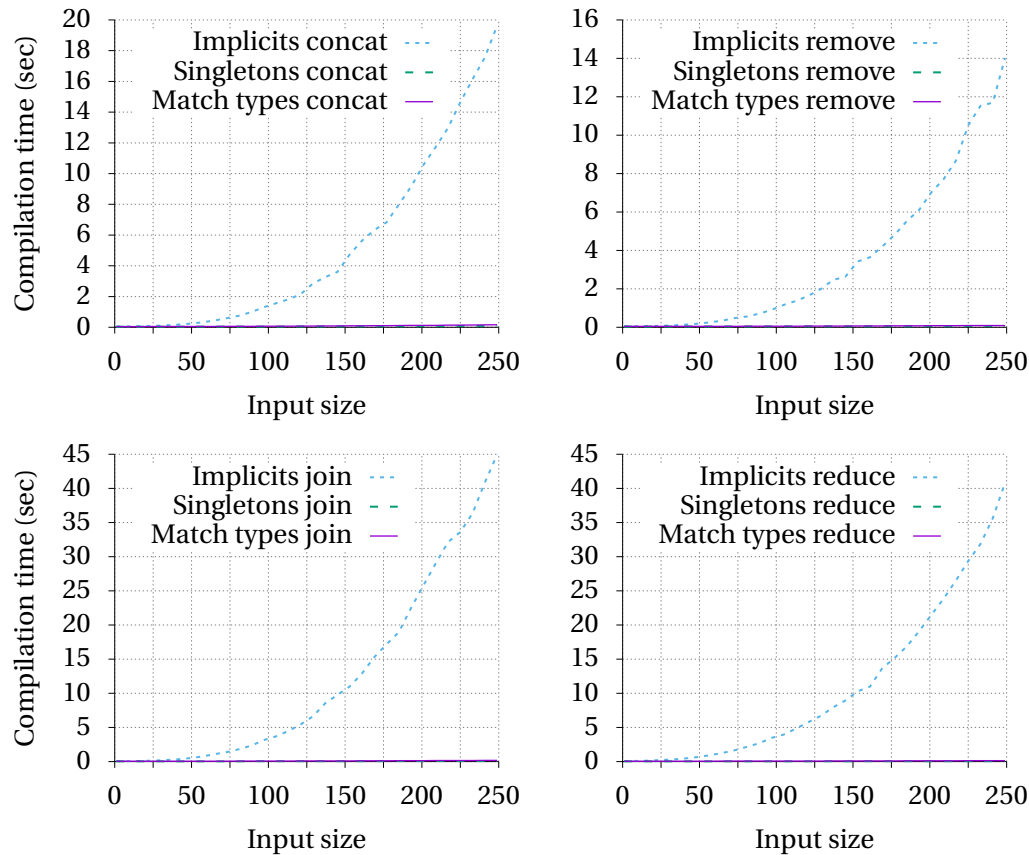 Compilation time (sec)
20
18
16
14
12
10
8
6
4
2
0
Implicits concat
Singletons concat
Match types concat
0 50 100 150 200 250
Input size
16
14
12
10
8
6
4
2
0
Implicits remove
Singletons remove
Match types remove
0 50 100 150 200 250
Input size
Compilation time (sec)
45
40
35
30
25
20
15
10
5
0
Implicits join
Singletons join
Match types join
0 50 100 150 200 250
Input size
45
40
35
30
25
20
15
10
5
0
Implicits reduce
Singletons reduce
Match types reduce
0 50 100 150 200 250
Input size